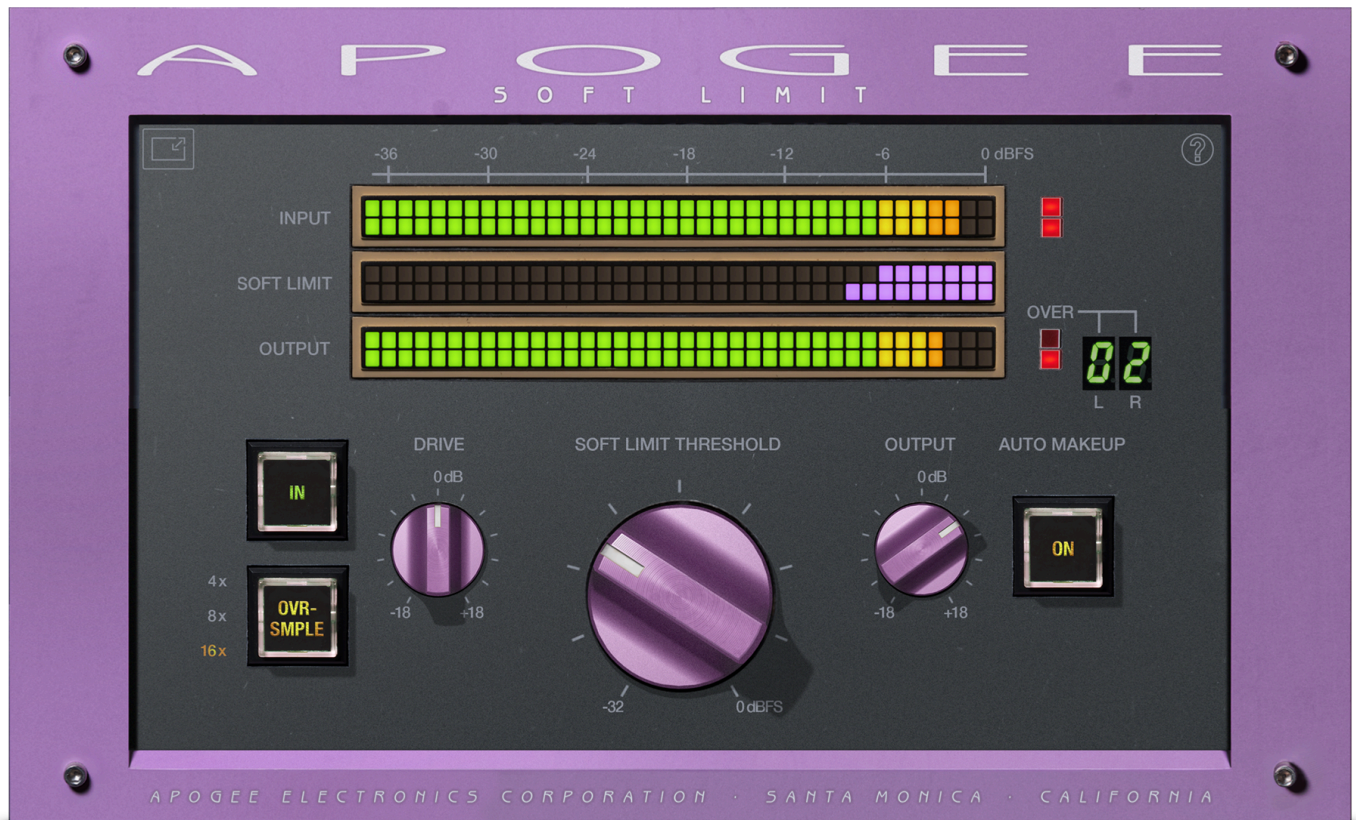 APOGEE
SOFT LIMIT
-36 -30 -24 -18 -12 -6 0 dBFS
INPUT
SOFT LIMIT
OUTPUT
OVER
02
L R
DRIVE
SOFT LIMIT THRESHOLD
OUTPUT
AUTO MAKEUP
0 dB
0 dB
IN
ON
4x
8x
16x
OVR-
SMPLE
-18 +18
-18 +18
-32 0 dBFS
APOGEE ELECTRONICS CORPORATION · SANTA MONICA · CALIFORNIA
?